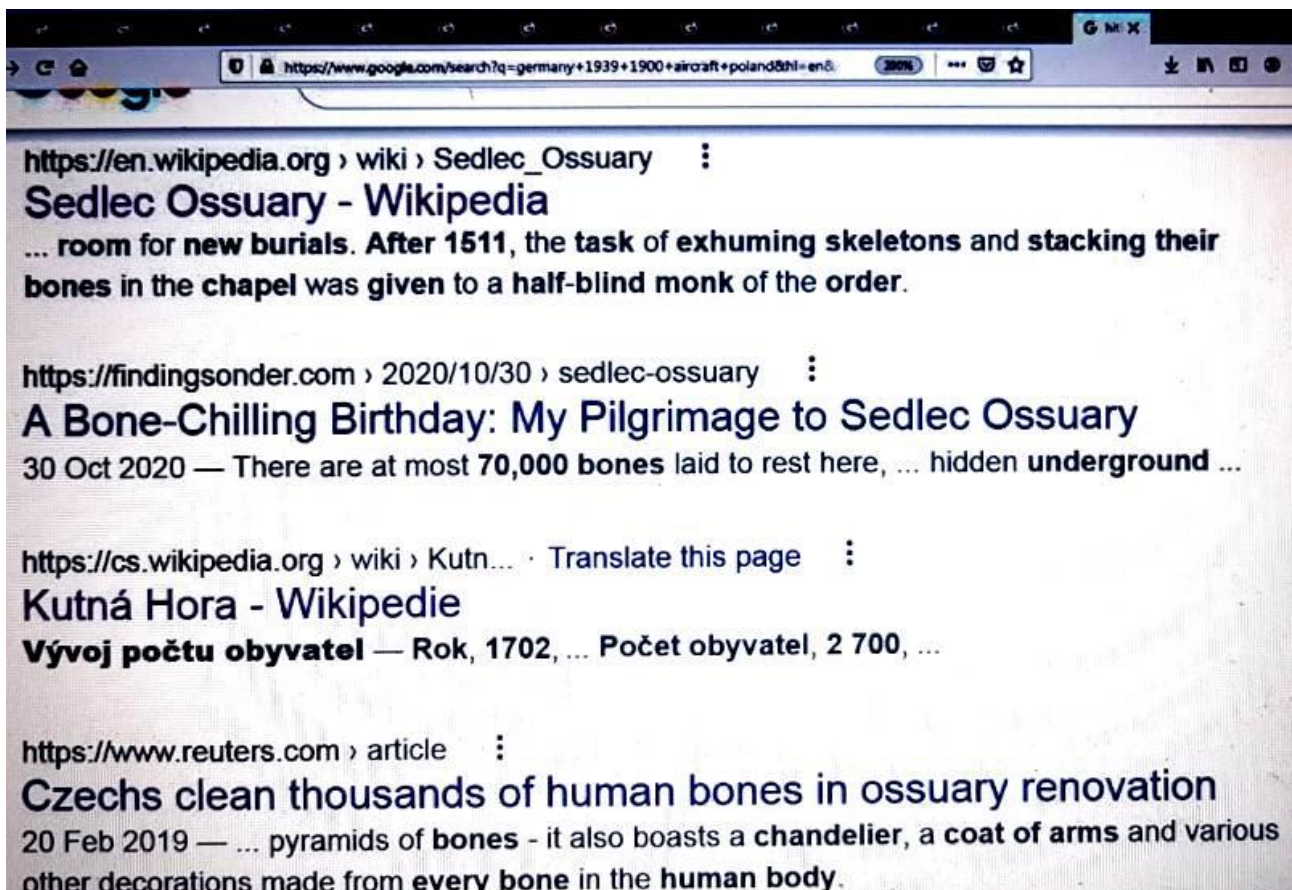 G
https://www.google.com/search?q=germany+1939+1900+aircraft+poland&hl=en&
200%
https://en.wikipedia.org › wiki › Sedlec_Ossuary
Sedlec Ossuary - Wikipedia
... room for new burials. After 1511, the task of exhuming skeletons and stacking their
bones in the chapel was given to a half-blind monk of the order.
https://findingsonder.com › 2020/10/30 › sedlec-ossuary
A Bone-Chilling Birthday: My Pilgrimage to Sedlec Ossuary
30 Oct 2020 — There are at most 70,000 bones laid to rest here, ... hidden underground ...
https://cs.wikipedia.org › wiki › Kutn... · Translate this page
Kutná Hora - Wikipedie
Vývoj počtu obyvatel — Rok, 1702, ... Počet obyvatel, 2 700, ...
https://www.reuters.com › article
Czechs clean thousands of human bones in ossuary renovation
20 Feb 2019 — ... pyramids of bones - it also boasts a chandelier, a coat of arms and various
other decorations made from every bone in the human body.